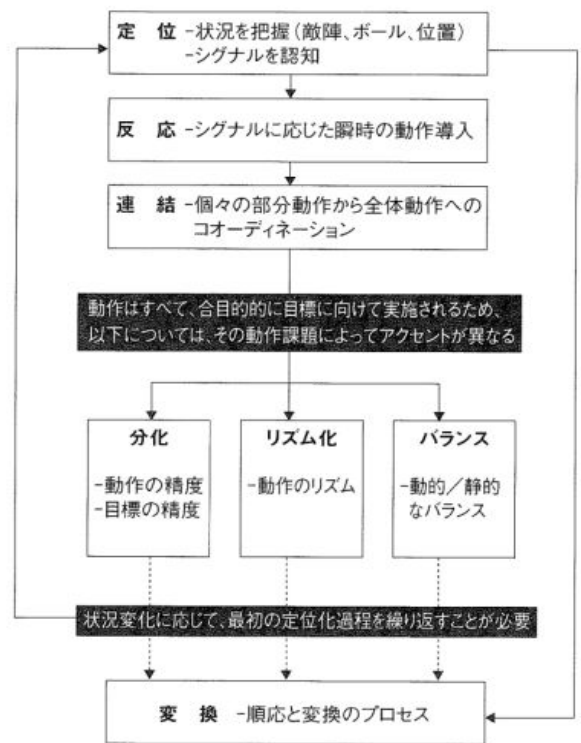 定　位 -状況を把握(敵陣、ボール、位置)
-シグナルを認知
反　応 -シグナルに応じた瞬時の動作導入
連　結 -個々の部分動作から全体動作への
コオーディネーション
動作はすべて、合目的的に目標に向けて実施されるため、
以下については、その動作課題によってアクセントが異なる
分化
-動作の精度
-目標の精度
リズム化
-動作のリズム
バランス
-動的／静的
なバランス
状況変化に応じて、最初の定位化過程を繰り返すことが必要
変　換 -順応と変換のプロセス